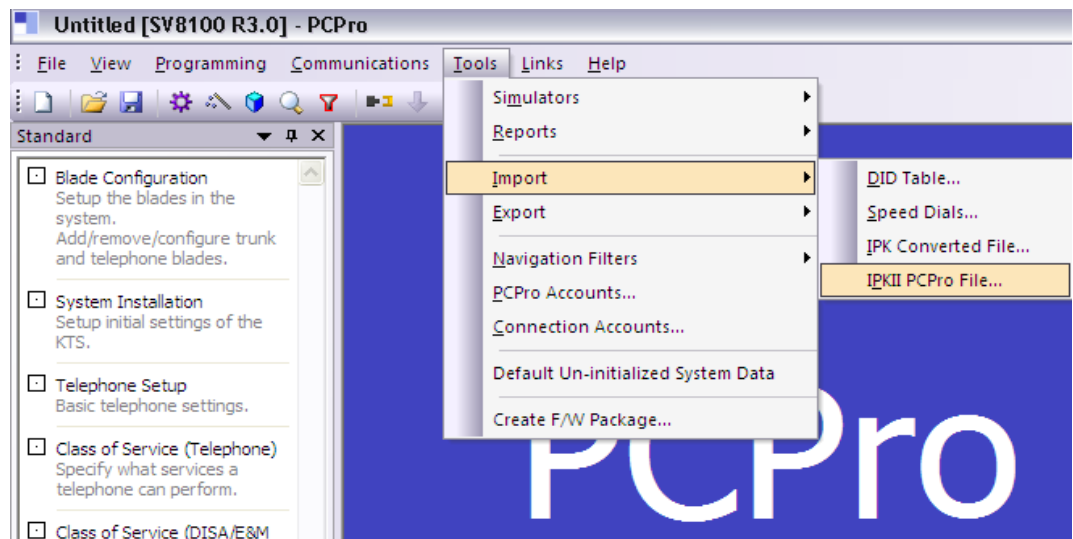 Untitled [SV8100 R3.0] - PCPro
File View Programming Communications Tools Links Help
Standard
Blade Configuration
Setup the blades in the
system.
Add/remove/configure trunk
and telephone blades.
System Installation
Setup initial settings of the
KTS.
Telephone Setup
Basic telephone settings.
Class of Service (Telephone)
Specify what services a
telephone can perform.
Class of Service (DISA/E&M
Simulators
Reports
Import
Export
Navigation Filters
PCPro Accounts...
Connection Accounts...
Default Un-initialized System Data
Create F/W Package...
DID Table...
Speed Dials...
IPK Converted File...
IPKII PCPro File...
PCPro